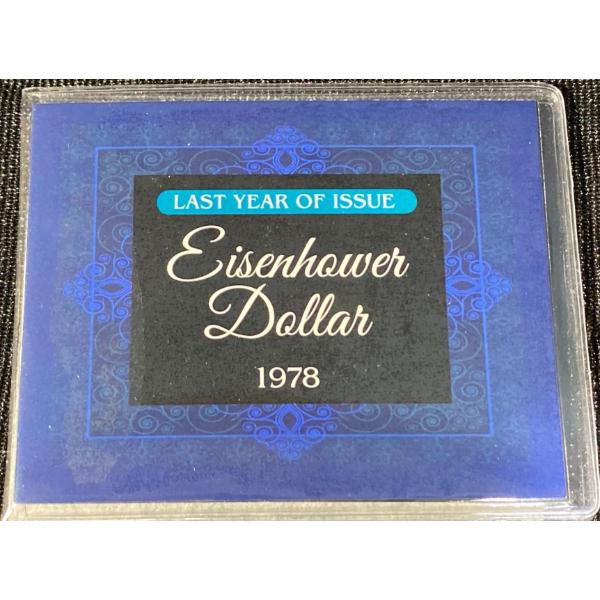 LAST YEAR OF ISSUE
Eisenhower
Dollar
1978